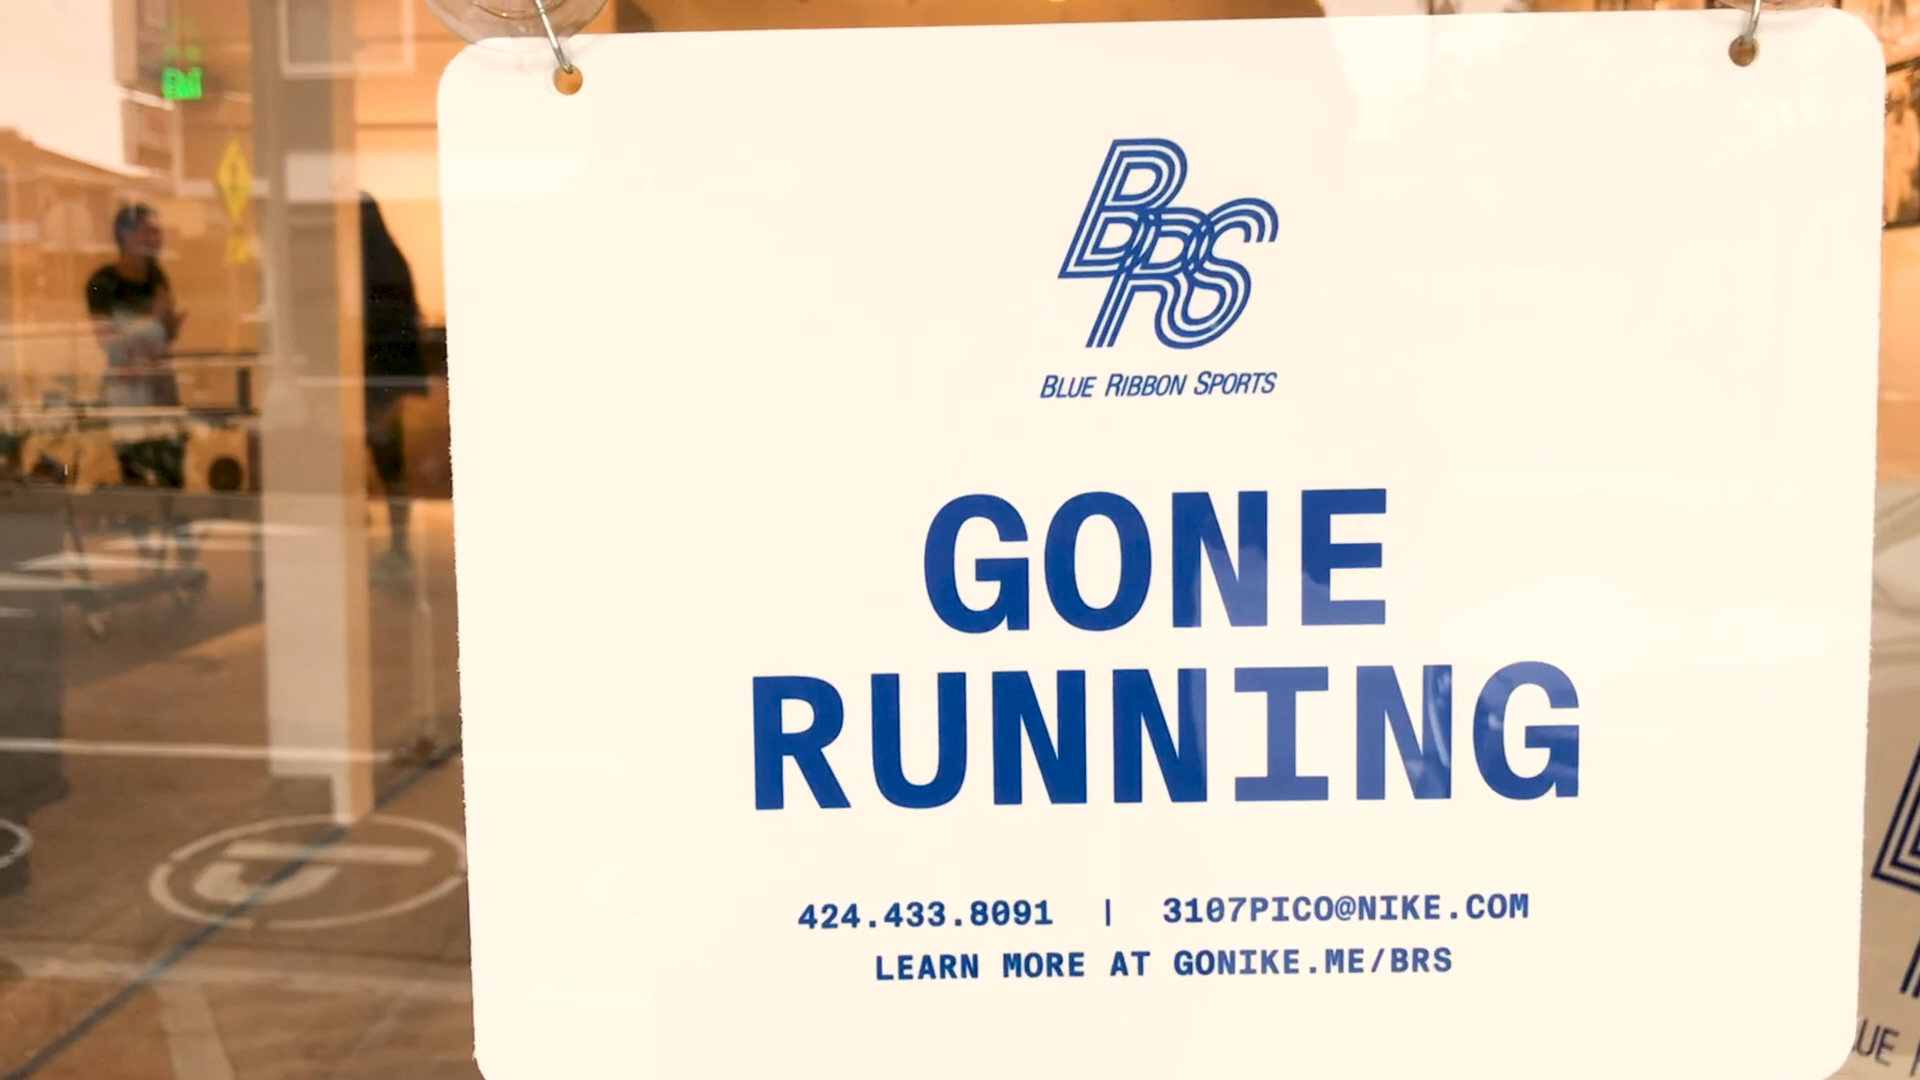 BRS
BLUE RIBBON SPORTS
GONE
RUNNING
424.433.8091 | 3107PICO@NIKE.COM
LEARN MORE AT GONIKE.ME/BRS